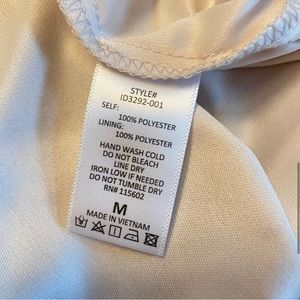 STYLE#
ID3292-001
SELF:
100% POLYESTER
LINING:
100% POLYESTER
HAND WASH COLD
DO NOT BLEACH
LINE DRY
IRON LOW IF NEEDED
DO NOT TUMBLE DRY
RN# 115602
M
MADE IN VIETNAM